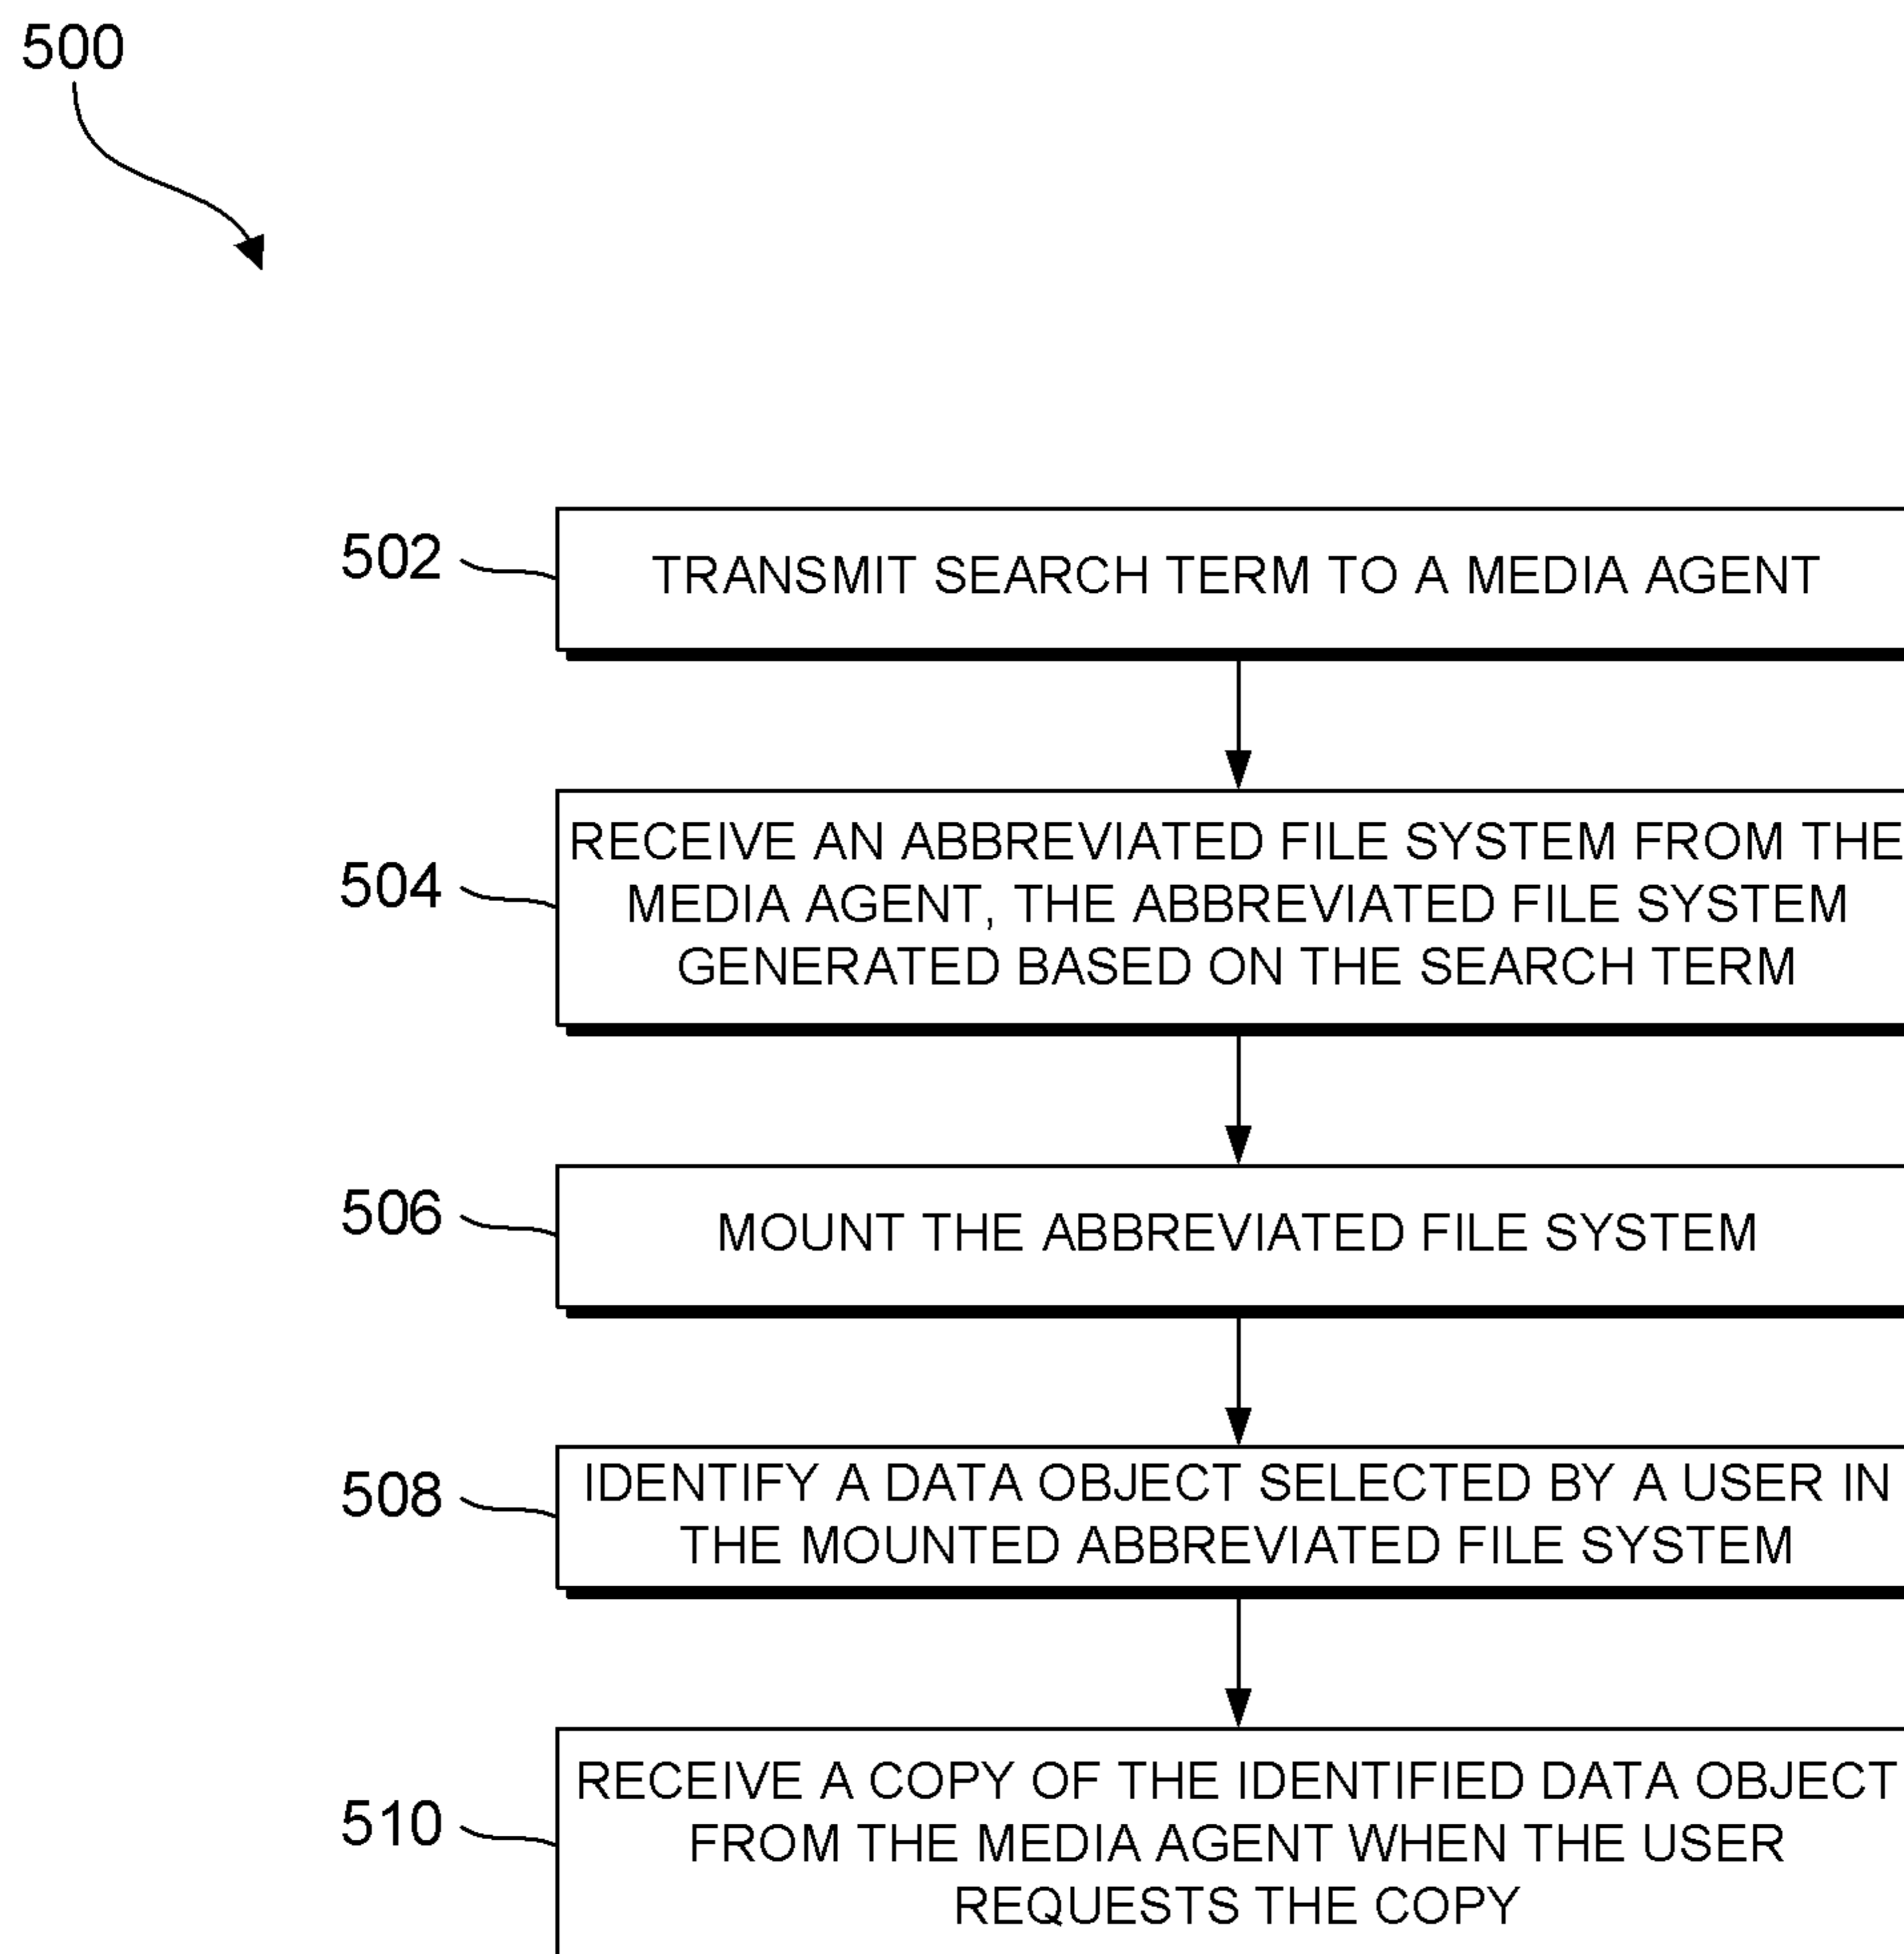 500
502
TRANSMIT SEARCH TERM TO A MEDIA AGENT
504
RECEIVE AN ABBREVIATED FILE SYSTEM FROM THE
MEDIA AGENT, THE ABBREVIATED FILE SYSTEM
GENERATED BASED ON THE SEARCH TERM
506
MOUNT THE ABBREVIATED FILE SYSTEM
508
IDENTIFY A DATA OBJECT SELECTED BY A USER IN
THE MOUNTED ABBREVIATED FILE SYSTEM
510
RECEIVE A COPY OF THE IDENTIFIED DATA OBJECT
FROM THE MEDIA AGENT WHEN THE USER
REQUESTS THE COPY